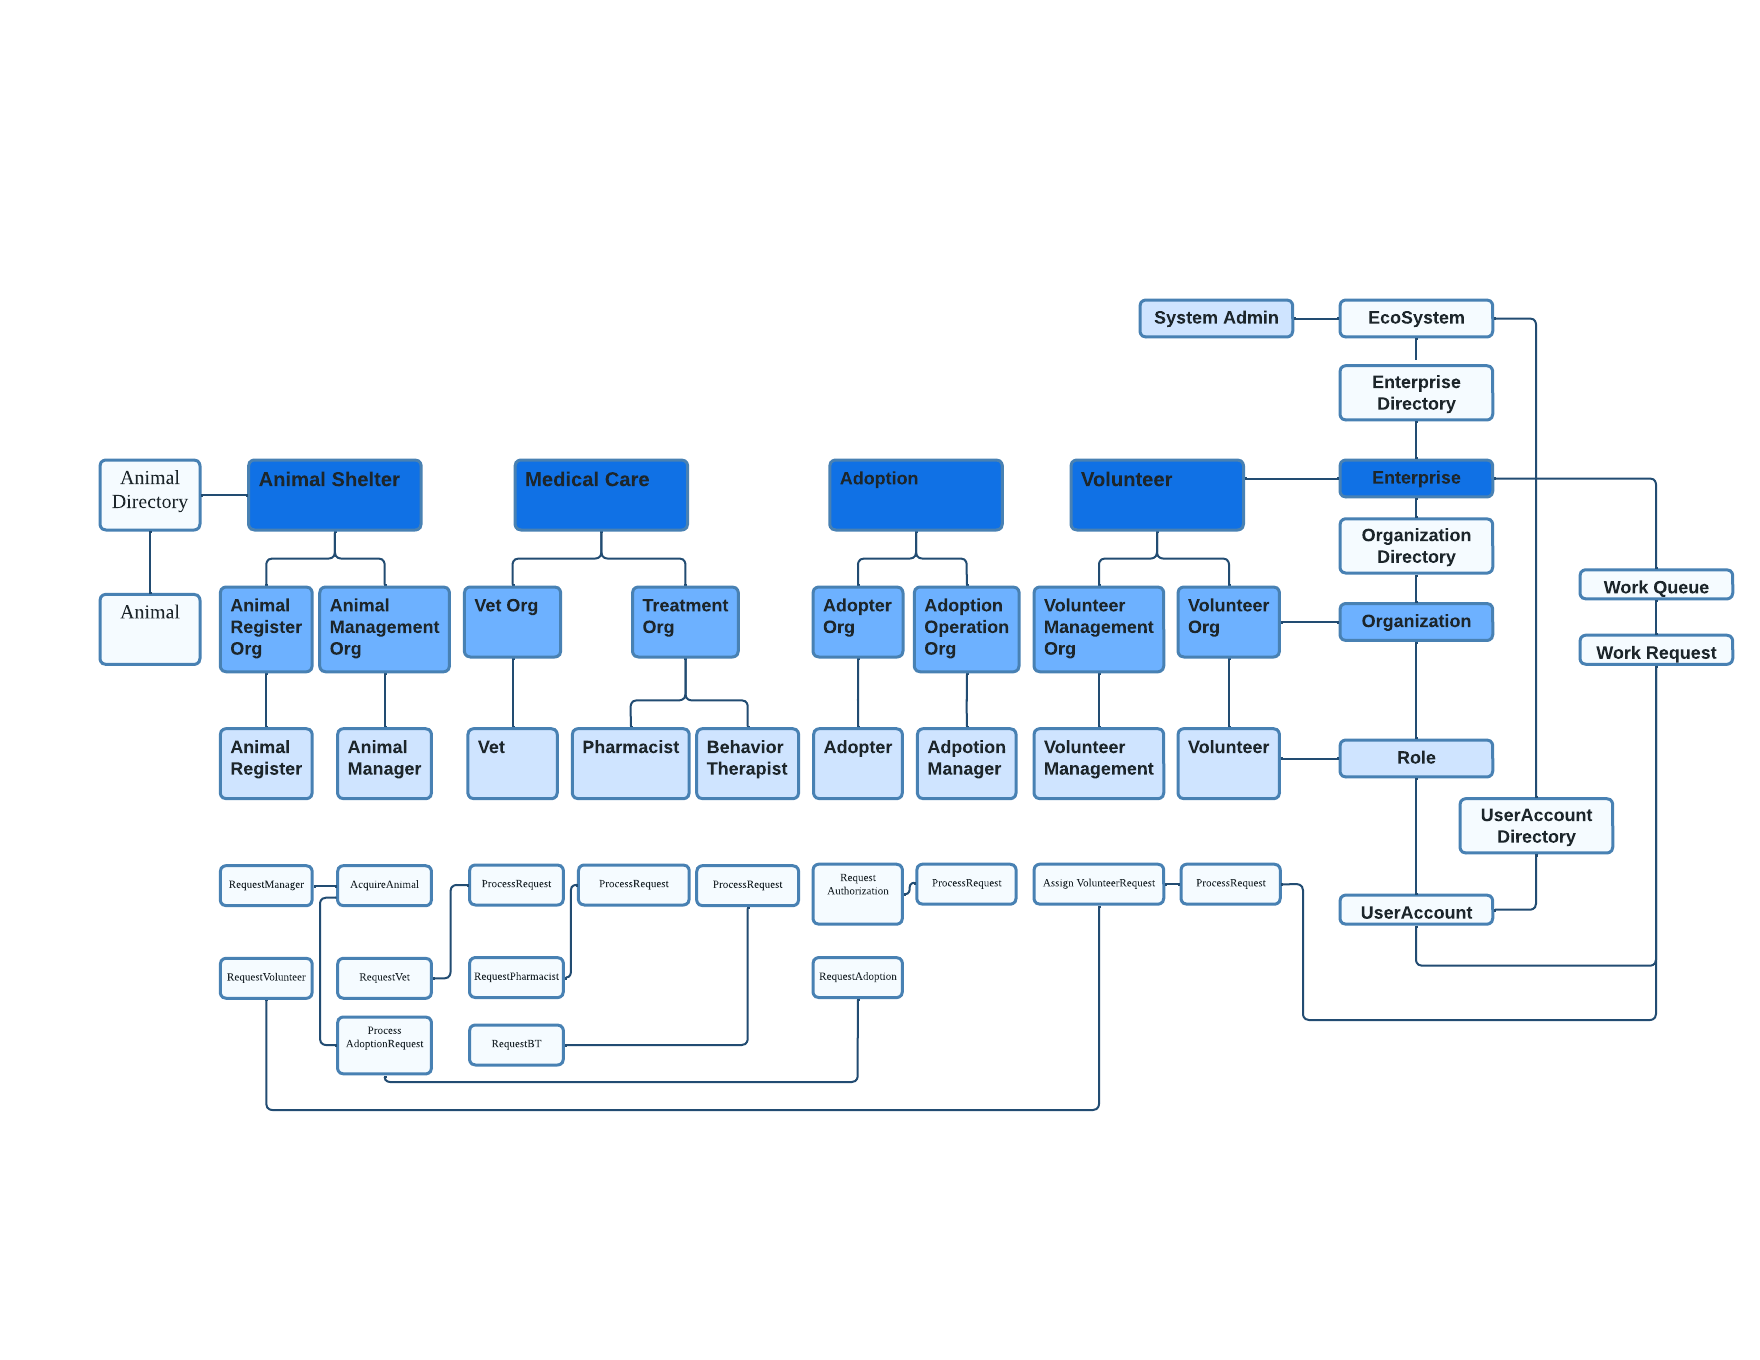 System Admin
EcoSystem
Enterprise
Directory
Animal
Directory
Animal Shelter
Medical Care
Adoption
Volunteer
Enterprise
Organization
Directory
Work Queue
Animal
Animal
Register
Org
Animal
Management
Org
Vet Org
Treatment
Org
Adopter
Org
Adoption
Operation
Org
Volunteer
Management
Org
Volunteer
Org
Organization
Work Request
Animal
Register
Animal
Manager
Vet
Pharmacist
Behavior
Therapist
Adopter
Adpotion
Manager
Volunteer
Management
Volunteer
Role
UserAccount
Directory
RequestManager
AcquireAnimal
ProcessRequest
ProcessRequest
ProcessRequest
Request
Authorization
ProcessRequest
Assign VolunteerRequest
ProcessRequest
UserAccount
RequestVolunteer
RequestVet
RequestPharmacist
RequestAdoption
Process
AdoptionRequest
RequestBT